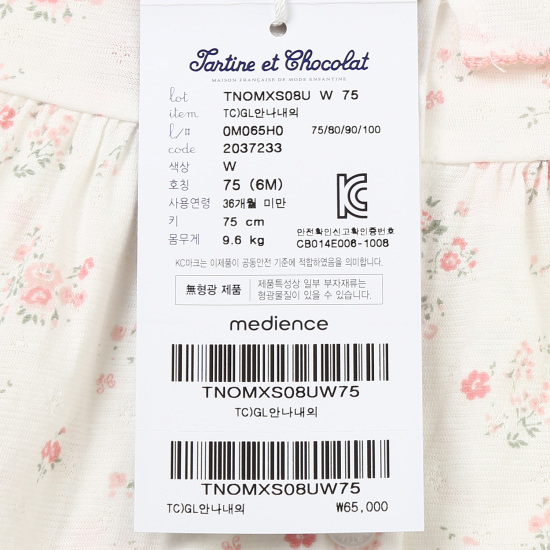 Tartine et Chocolat
MAISON FRANÇAISE DE MODE ENFANTINE
lot TNOMXS08U W 75
item TC)GL안나내의
l/# 0M065H0 75/80/90/100
code 2037233
색상 W
호칭 75 (6M)
사용연령 36개월 미만
키 75 cm
몸무게 9.6 kg
안전확인신고확인증번호
CB014E006-1008
KC마크는 이제품이 공동안전 기준에 적합하였음을 의미합니다.
無형광 제품
제품특성상 일부 부자재류는
형광물질이 있을 수 있습니다.
medience
TNOMXS08UW75
TC)GL안나내의
TNOMXS08UW75
TC)GL안나내의 ₩65,000